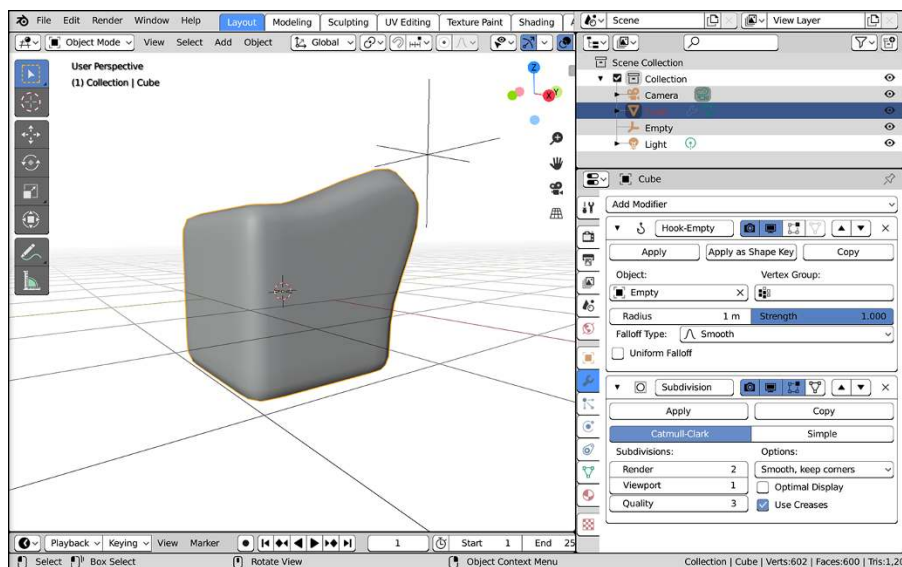 File Edit Render Window Help Layout Modeling Sculpting UV Editing Texture Paint Shading
Scene View Layer
Object Mode View Select Add Object Global
User Perspective
(1) Collection | Cube
Z
Y
X
Scene Collection
Collection
Camera
Empty
Light
Cube
Add Modifier
Hook-Empty
Apply Apply as Shape Key Copy
Object: Vertex Group:
Empty
Radius 1 m Strength 1.000
Falloff Type: Smooth
Uniform Falloff
Subdivision
Apply Copy
Catmull-Clark Simple
Subdivisions: Options:
Render 2 Smooth, keep corners
Viewport 1 Optimal Display
Quality 3 Use Creases
Playback Keying View Marker 1 Start 1 End 25
Select Box Select Rotate View Object Context Menu Collection | Cube | Verts:602 | Faces:600 | Tris:1,20